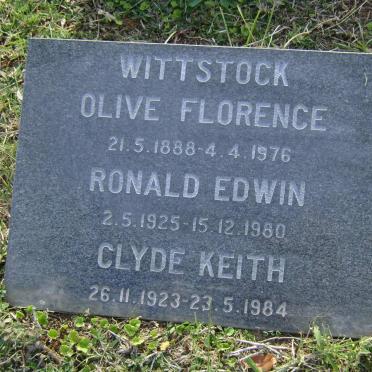 WITTSTOCK
OLIVE FLORENCE
21.5.1888-4.4.1976
RONALD EDWIN
2.5.1925-15.12.1980
CLYDE KEITH
26.11.1923-23.5.1984